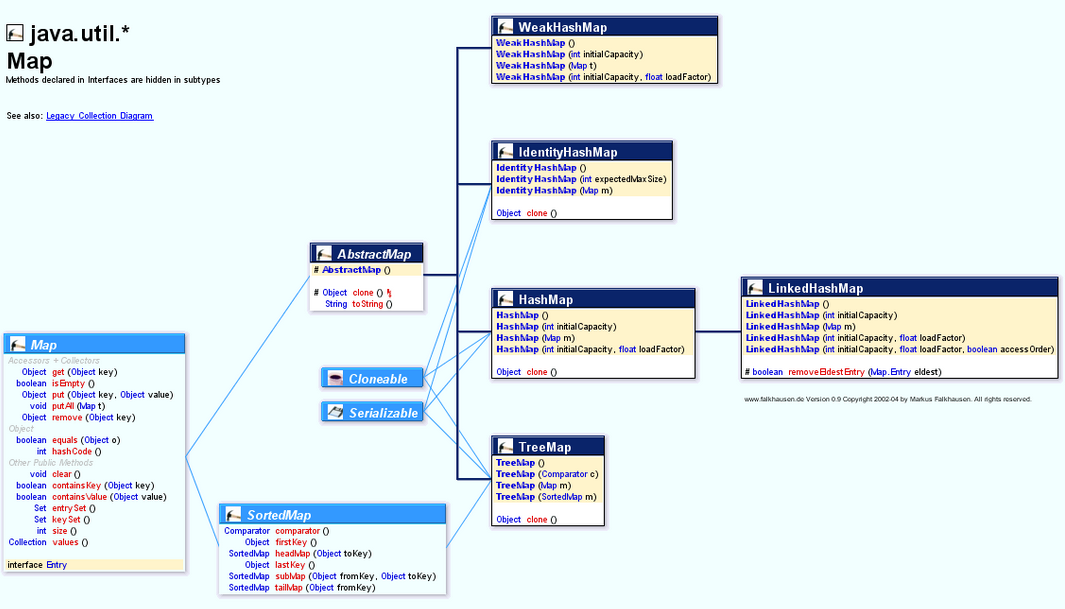 java.util.*
Map
Methods declared in Interfaces are hidden in subtypes
See also: Legacy Collection Diagram
WeakHashMap
WeakHashMap ()
WeakHashMap (int initialCapacity)
WeakHashMap (Map t)
WeakHashMap (int initialCapacity, float loadFactor)
IdentityHashMap
IdentityHashMap ()
IdentityHashMap (int expectedMaxSize)
IdentityHashMap (Map m)
Object clone ()
AbstractMap
# AbstractMap ()
# Object clone ()
String toString ()
HashMap
HashMap ()
HashMap (int initialCapacity)
HashMap (Map m)
HashMap (int initialCapacity, float loadFactor)
Object clone ()
LinkedHashMap
LinkedHashMap ()
LinkedHashMap (int initialCapacity)
LinkedHashMap (Map m)
LinkedHashMap (int initialCapacity, float loadFactor)
LinkedHashMap (int initialCapacity, float loadFactor, boolean accessOrder)
# boolean removeEldestEntry (Map.Entry eldest)
www.falkhausen.de Version 0.9 Copyright 2002-04 by Markus Falkhausen. All rights reserved.
Map
Accessors + Collectors
Object get (Object key)
boolean isEmpty ()
Object put (Object key, Object value)
void putAll (Map t)
Object remove (Object key)
Object
boolean equals (Object o)
int hashCode ()
Other Public Methods
void clear ()
boolean containsKey (Object key)
boolean containsValue (Object value)
Set entrySet ()
Set keySet ()
int size ()
Collection values ()
interface Entry
Cloneable
Serializable
TreeMap
TreeMap ()
TreeMap (Comparator c)
TreeMap (Map m)
TreeMap (SortedMap m)
Object clone ()
SortedMap
Comparator comparator ()
Object firstKey ()
SortedMap headMap (Object toKey)
Object lastKey ()
SortedMap subMap (Object fromKey, Object toKey)
SortedMap tailMap (Object fromKey)